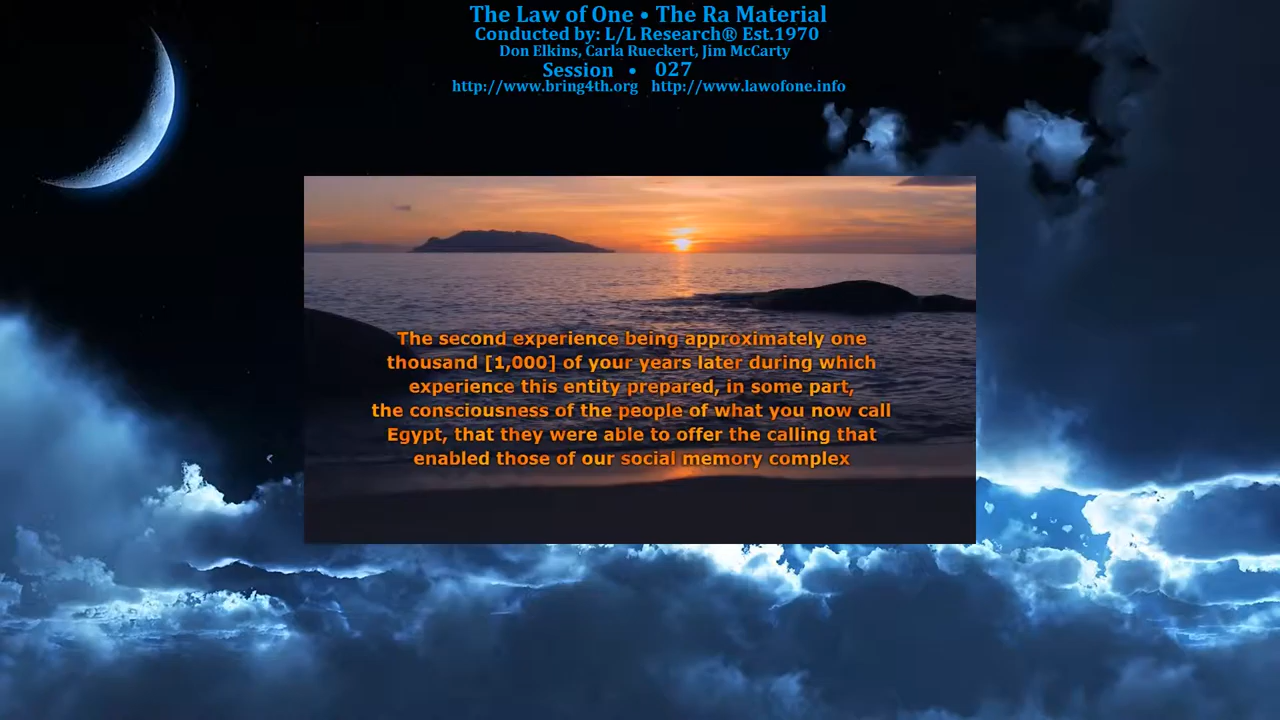 The Law of One • The Ra Material
Conducted by: L/L Research® Est.1970
Don Elkins, Carla Rueckert, Jim McCarty
Session • 027
http://www.bring4th.org http://www.lawofone.info
The second experience being approximately one
thousand [1,000] of your years later during which
experience this entity prepared, in some part,
the consciousness of the people of what you now call
Egypt, that they were able to offer the calling that
enabled those of our social memory complex